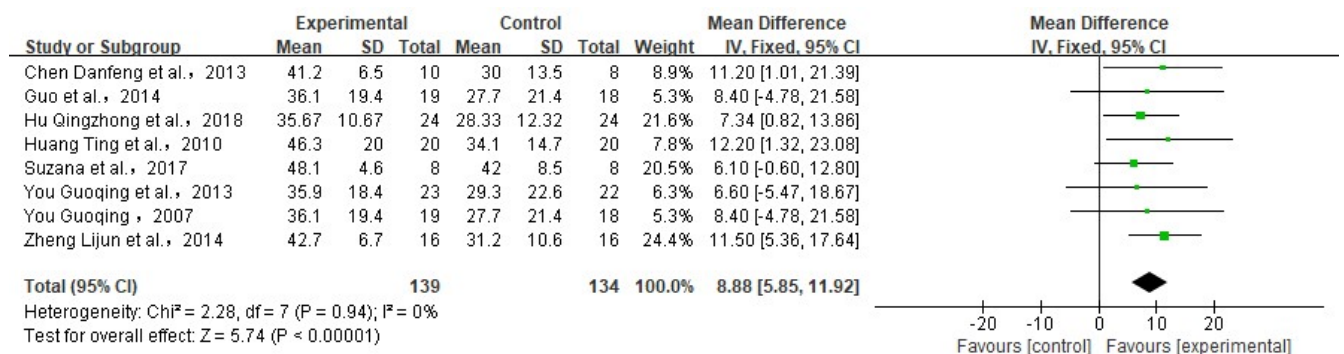 Experimental Control Mean Difference Mean Difference
Study or Subgroup Mean SD Total Mean SD Total Weight IV, Fixed, 95% CI IV, Fixed, 95% CI
Chen Danfeng et al.，2013 41.2 6.5 10 30 13.5 8 8.9% 11.20 [1.01, 21.39]
Guo et al.，2014 36.1 19.4 19 27.7 21.4 18 5.3% 8.40 [-4.78, 21.58]
Hu Qingzhong et al.，2018 35.67 10.67 24 28.33 12.32 24 21.6% 7.34 [0.82, 13.86]
Huang Ting et al.，2010 46.3 20 20 34.1 14.7 20 7.8% 12.20 [1.32, 23.08]
Suzana et al.，2017 48.1 4.6 8 42 8.5 8 20.5% 6.10 [-0.60, 12.80]
You Guoqing et al.，2013 35.9 18.4 23 29.3 22.6 22 6.3% 6.60 [-5.47, 18.67]
You Guoqing，2007 36.1 19.4 19 27.7 21.4 18 5.3% 8.40 [-4.78, 21.58]
Zheng Lijun et al.，2014 42.7 6.7 16 31.2 10.6 16 24.4% 11.50 [5.36, 17.64]
Total (95% CI) 139 134 100.0% 8.88 [5.85, 11.92]
Heterogeneity: Chi² = 2.28, df = 7 (P = 0.94); I² = 0%
Test for overall effect: Z = 5.74 (P < 0.00001)
-20 -10 0 10 20
Favours [control] Favours [experimental]